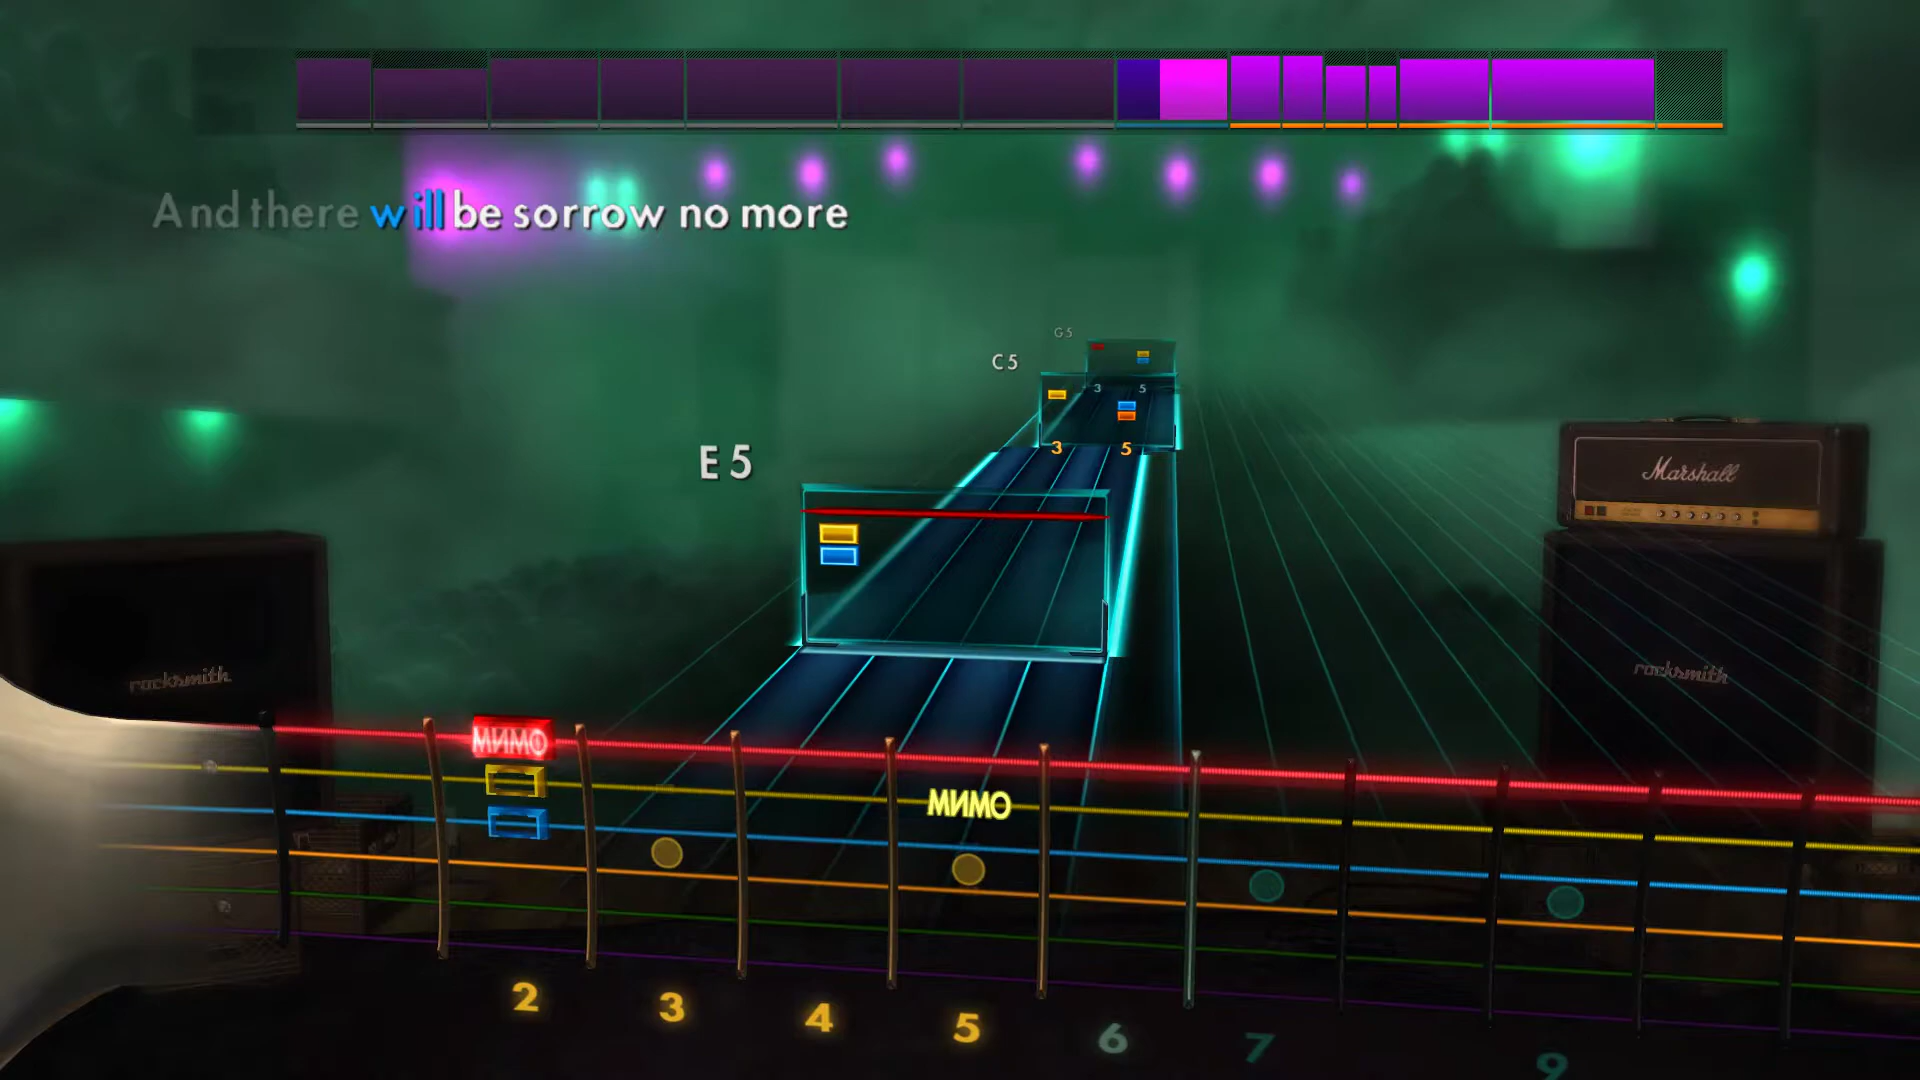 And there will be sorrow no more
G5
C5
3 5
E 5
3 5
Marshall
rocksmith
rocksmith
МИМО
МИМО
2 3 4 5 6 7 9